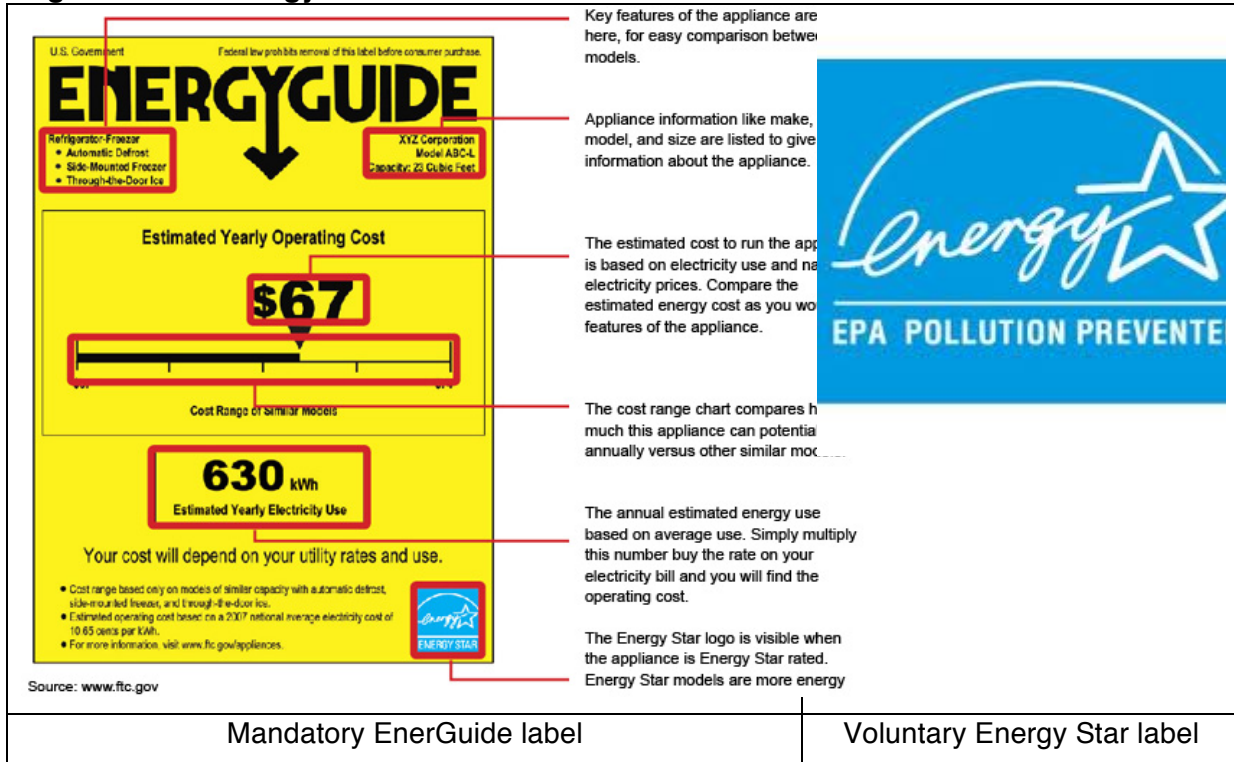 U.S. Government
Federal law prohibits removal of this label before consumer purchase.
ENERGYGUIDE
Refrigerator-Freezer
• Automatic Defrost
• Side-Mounted Freezer
• Through-the-Door Ice
XYZ Corporation
Model ABC-L
Capacity: 23 Cubic Feet
Estimated Yearly Operating Cost
$67
Cost Range of Similar Models
630 kWh
Estimated Yearly Electricity Use
Your cost will depend on your utility rates and use.
• Cost range based only on models of similar capacity with automatic defrost,
side-mounted freezer, and through-the-door ice.
• Estimated operating cost based on a 2007 national average electricity cost of
10.65 cents per kWh.
• For more information, visit www.ftc.gov/appliances.
energy
ENERGY STAR
Source: www.ftc.gov
Key features of the appliance are
here, for easy comparison
models.
Appliance information like make,
model, and size are listed to give
information about the appliance.
The estimated cost to run the
is based on electricity use and
electricity prices. Compare the
estimated energy cost as you
features of the appliance.
The cost range chart compares
much this appliance can
annually versus other similar
The annual estimated energy use
based on average use. Simply multiply
this number buy the rate on your
electricity bill and you will find the
operating cost.
The Energy Star logo is visible when
the appliance is Energy Star rated.
Energy Star models are more energy
energy
EPA POLLUTION PREVENTE
Mandatory EnerGuide label
Voluntary Energy Star label